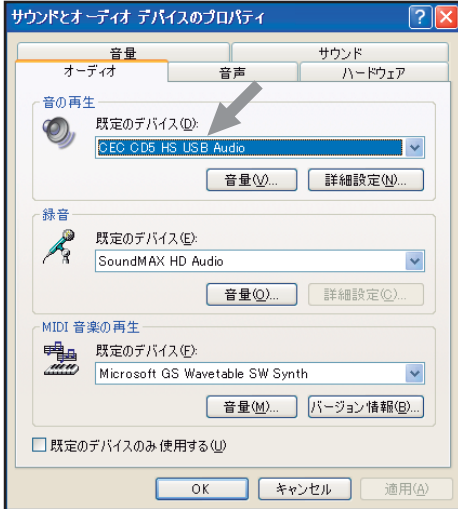 サウンドとオーディオ デバイスのプロパティ
音量 サウンド
オーディオ 音声 ハードウェア
音の再生
既定のデバイス(D):
CEC CD5 HS USB Audio
音量(V)... 詳細設定(N)...
録音
既定のデバイス(E):
SoundMAX HD Audio
音量(O)... 詳細設定(C)...
MIDI 音楽の再生
既定のデバイス(F):
Microsoft GS Wavetable SW Synth
音量(M)... バージョン情報(B)...
既定のデバイスのみ使用する(U)
OK キャンセル 適用(A)